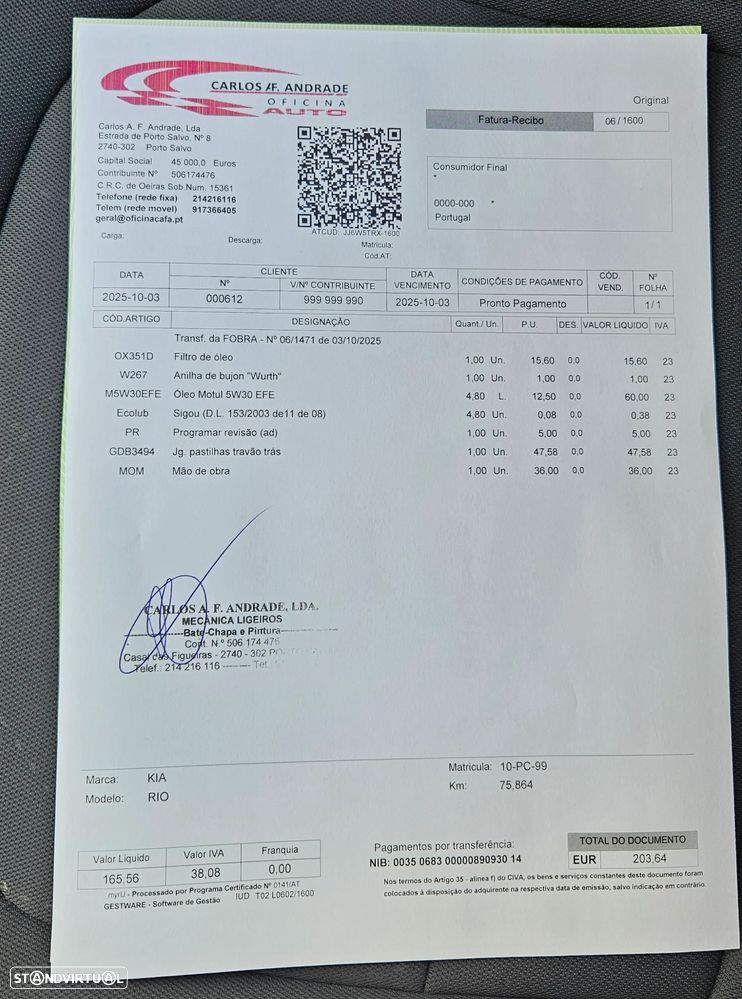 CARLOS A.F. ANDRADE
OFICINA
AUTO
Original
Fatura-Recibo 06 / 1600
Carlos A. F. Andrade, Lda
Estrada de Porto Salvo, Nº 8
2740-302 Porto Salvo
Capital Social 45 000,0 Euros
Contribuinte Nº 506174476
C.R.C. de Oeiras Sob.Num. 15361
Telefone (rede fixa) 214216116
Telem (rede movel) 917366405
geral@oficinacafa.pt
Consumidor Final
*
0000-000 *
Portugal
ATCUD: JJ6W5TRX-1600
Carga: Descarga: Matricula:
Cód.AT:
DATA CLIENTE DATA VENCIMENTO CONDIÇÕES DE PAGAMENTO CÓD. VEND. Nº FOLHA
Nº V/Nº CONTRIBUINTE
2025-10-03 000612 999 999 990 2025-10-03 Pronto Pagamento 1/1
CÓD.ARTIGO DESIGNAÇÃO Quant./ Un. P.U. DES. VALOR LIQUIDO IVA
Transf. da FOBRA - Nº 06/1471 de 03/10/2025
OX351D Filtro de óleo 1,00 Un. 15,60 0,0 15,60 23
W267 Anilha de bujon "Wurth" 1,00 Un. 1,00 0,0 1,00 23
M5W30EFE Óleo Motul 5W30 EFE 4,80 L. 12,50 0,0 60,00 23
Ecolub Sigou (D.L. 153/2003 de11 de 08) 4,80 Un. 0,08 0,0 0,38 23
PR Programar revisão (ad) 1,00 Un. 5,00 0,0 5,00 23
GDB3494 Jg. pastilhas travão trás 1,00 Un. 47,58 0,0 47,58 23
MOM Mão de obra 1,00 Un. 36,00 0,0 36,00 23
CARLOS A. F. ANDRADE, LDA.
MECÂNICA LIGEIROS
Bate-Chapa e Pintura
Cont. N.º 506 174 476
Casal das Figueiras - 2740 - 302
Telef.: 214 216 116 ------- Tel.
Marca: KIA
Modelo: RIO
Matricula: 10-PC-99
Km: 75,864
Valor Liquido Valor IVA Franquia
165,56 38,08 0,00
myrU - Processado por Programa Certificado Nº 0141/AT
GESTWARE - Software de Gestão IUD T02 L0602/1600
Pagamentos por transferência:
NIB: 0035 0683 00000890930 14
TOTAL DO DOCUMENTO
EUR 203,64
Nos termos do Artigo 35 - alinea f) do CIVA, os bens e serviços constantes deste documento foram
colocados à disposição do adquirente na respectiva data de emissão, salvo indicação em contrário.
STANDVIRTUAL